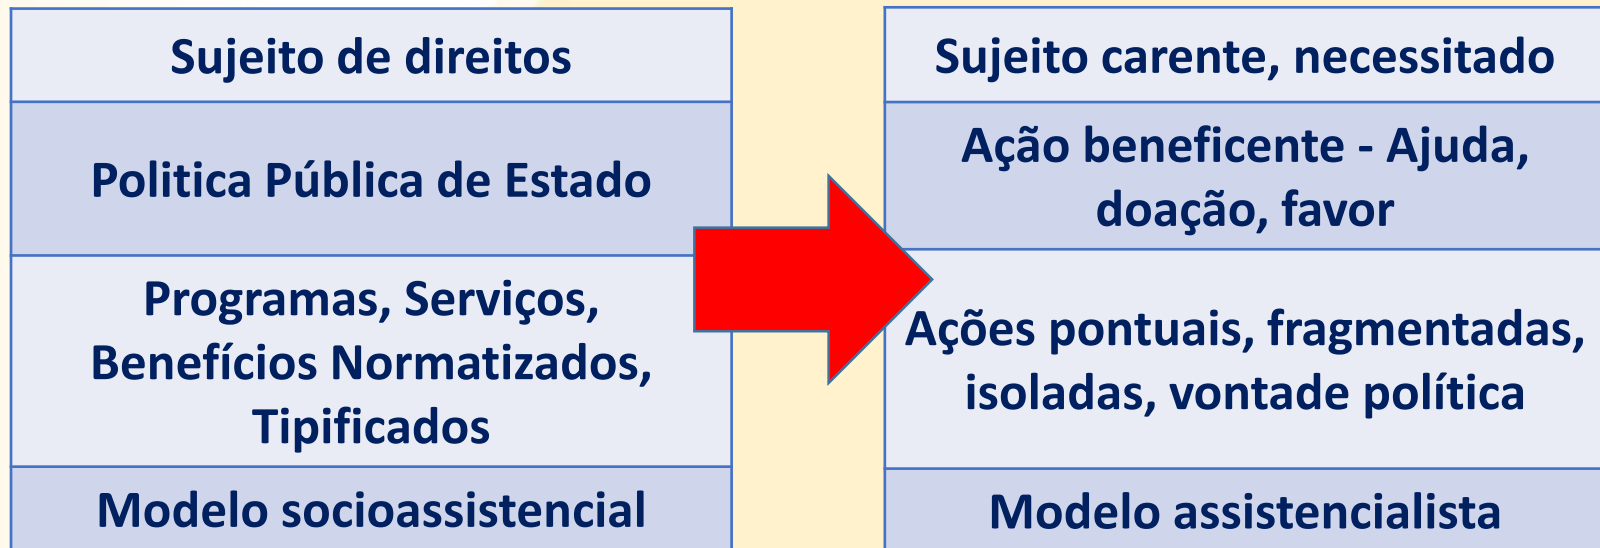 Sujeito de direitos
Politica Pública de Estado
Programas, Serviços,
Benefícios Normatizados,
Tipificados
Modelo socioassistencial
Sujeito carente, necessitado
Ação beneficente - Ajuda,
doação, favor
Ações pontuais, fragmentadas,
isoladas, vontade política
Modelo assistencialista